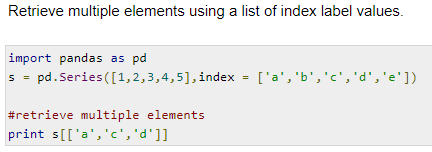 Retrieve multiple elements using a list of index label values.
import pandas as pd
s = pd.Series([1,2,3,4,5],index = ['a','b','c','d','e'])
#retrieve multiple elements
print s[['a','c','d']]